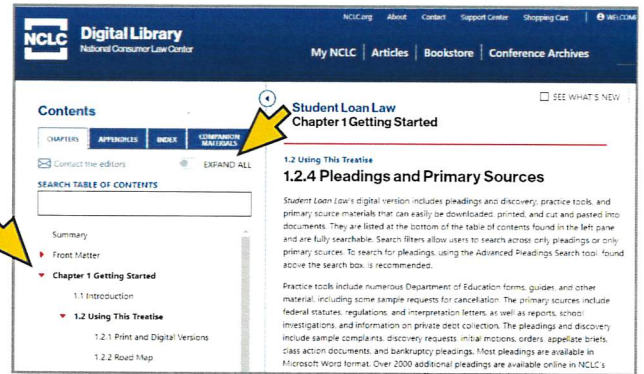 NCLC.org About Contact Support Center Shopping Cart WELCOME
NCLC
Digital Library
National Consumer Law Center
My NCLC Articles Bookstore Conference Archives
SEE WHAT'S NEW
Contents
CHAPTERS APPENDICES INDEX COMPANION MATERIALS
Contact the editors EXPAND ALL
SEARCH TABLE OF CONTENTS
Summary
Front Matter
Chapter 1 Getting Started
1.1 Introduction
1.2 Using This Treatise
1.2.1 Print and Digital Versions
1.2.2 Road Map
Student Loan Law
Chapter 1 Getting Started
1.2 Using This Treatise
1.2.4 Pleadings and Primary Sources
Student Loan Law's digital version includes pleadings and discovery, practice tools, and
primary source materials that can easily be downloaded, printed, and cut and pasted into
documents. They are listed at the bottom of the table of contents found in the left pane
and are fully searchable. Search filters allow users to search across only pleadings or only
primary sources. To search for pleadings, using the Advanced Pleadings Search tool, found
above the search box, is recommended.
Practice tools include numerous Department of Education forms, guides, and other
material, including some sample requests for cancellation. The primary sources include
federal statutes, regulations, and interpretation letters, as well as reports, school
investigations, and information on private debt collection. The pleadings and discovery
include sample complaints, discovery requests, initial motions, orders, appellate briefs,
class action documents, and bankruptcy pleadings. Most pleadings are available in
Microsoft Word format. Over 2000 additional pleadings are available online in NCLC's